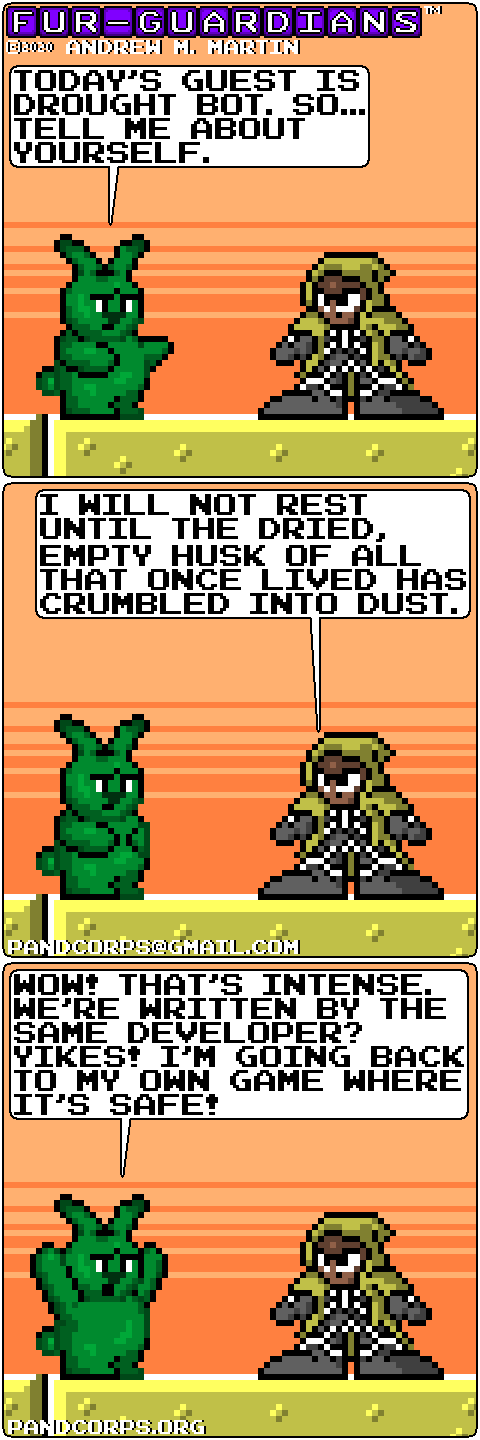 FUR-GUARDIANS™
©2020 ANDREW M. MARTIN
TODAY'S GUEST IS
DROUGHT BOT. SO...
TELL ME ABOUT
YOURSELF.
I WILL NOT REST
UNTIL THE DRIED,
EMPTY HUSK OF ALL
THAT ONCE LIVED HAS
CRUMBLED INTO DUST.
PANDCORPS@GMAIL.COM
WOW! THAT'S INTENSE.
WE'RE WRITTEN BY THE
SAME DEVELOPER?
YIKES! I'M GOING BACK
TO MY OWN GAME WHERE
IT'S SAFE!
PANDCORPS.ORG